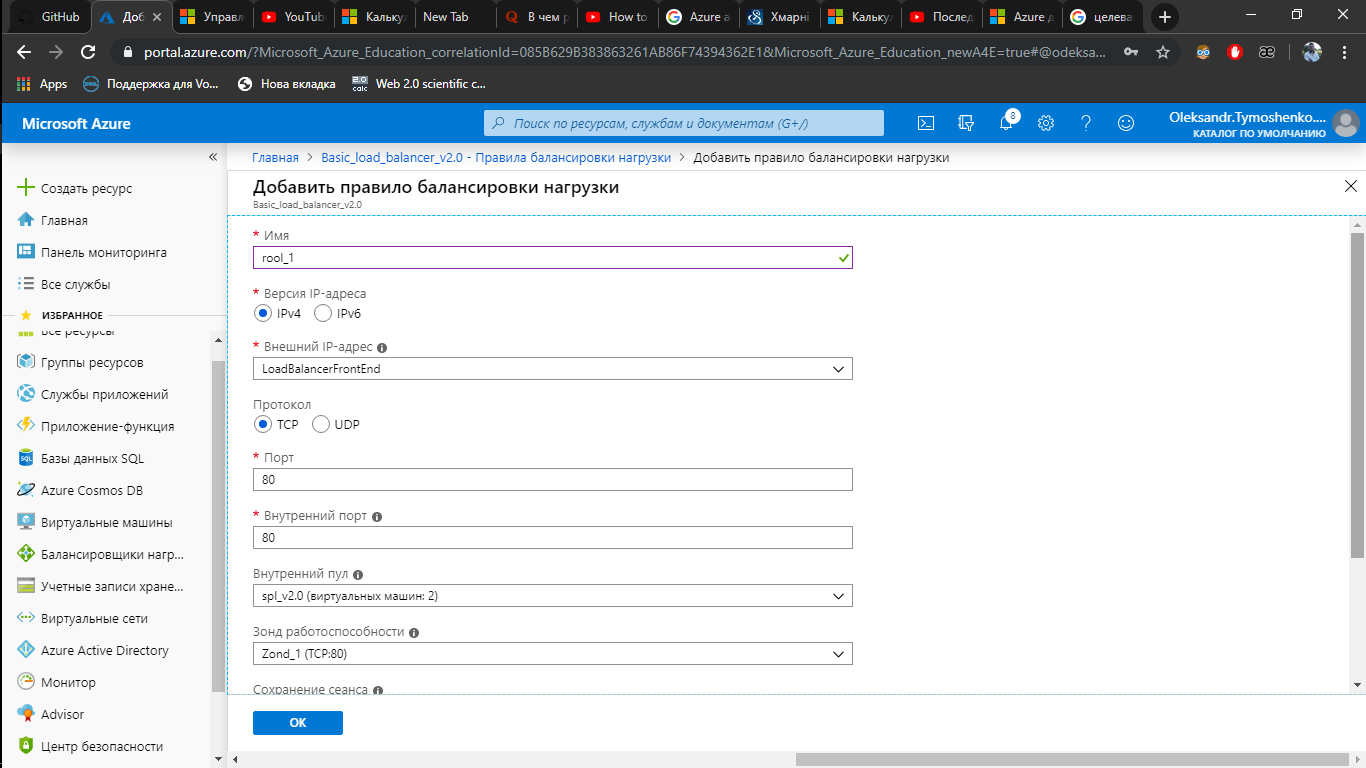 GitHub
Доб
Управл
YouTub
Кальку
New Tab
В чем р
How to
Azure a
Хмарні
Кальку
Послед
Azure д
целева
portal.azure.com/?Microsoft_Azure_Education_correlationId=085B629B383863261AB86F74394362E1&Microsoft_Azure_Education_newA4E=true#@odeksa...
Apps
Поддержка для Vo...
Нова вкладка
Web 2.0 scientific c...
Microsoft Azure
Поиск по ресурсам, службам и документам (G+/)
8
Oleksandr.Tymoshenko....
КАТАЛОГ ПО УМОЛЧАНИЮ
Главная > Basic_load_balancer_v2.0 - Правила балансировки нагрузки > Добавить правило балансировки нагрузки
Создать ресурс
Главная
Панель мониторинга
Все службы
ИЗБРАННОЕ
Все ресурсы
Группы ресурсов
Службы приложений
Приложение-функция
Базы данных SQL
Azure Cosmos DB
Виртуальные машины
Балансировщики нагр...
Учетные записи хране...
Виртуальные сети
Azure Active Directory
Монитор
Advisor
Центр безопасности
Добавить правило балансировки нагрузки
Basic_load_balancer_v2.0
* Имя
rool_1
* Версия IP-адреса
IPv4 IPv6
* Внешний IP-адрес
LoadBalancerFrontEnd
Протокол
TCP UDP
* Порт
80
* Внутренний порт
80
Внутренний пул
spl_v2.0 (виртуальных машин: 2)
Зонд работоспособности
Zond_1 (TCP:80)
Сохранение сеанса
OK